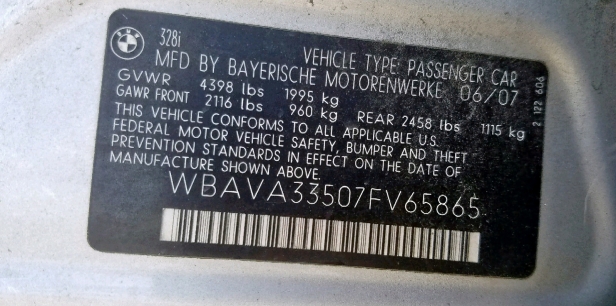 BMW
328i
VEHICLE TYPE: PASSENGER CAR
MFD BY BAYERISCHE MOTORENWERKE 06/07
GVWR 4398 lbs 1995 kg
GAWR FRONT 2116 lbs 960 kg REAR 2458 lbs 1115 kg
THIS VEHICLE CONFORMS TO ALL APPLICABLE U.S.
FEDERAL MOTOR VEHICLE SAFETY, BUMPER AND THEFT
PREVENTION STANDARDS IN EFFECT ON THE DATE OF
MANUFACTURE SHOWN ABOVE.
WBAVA33507FV65865
2 122 606